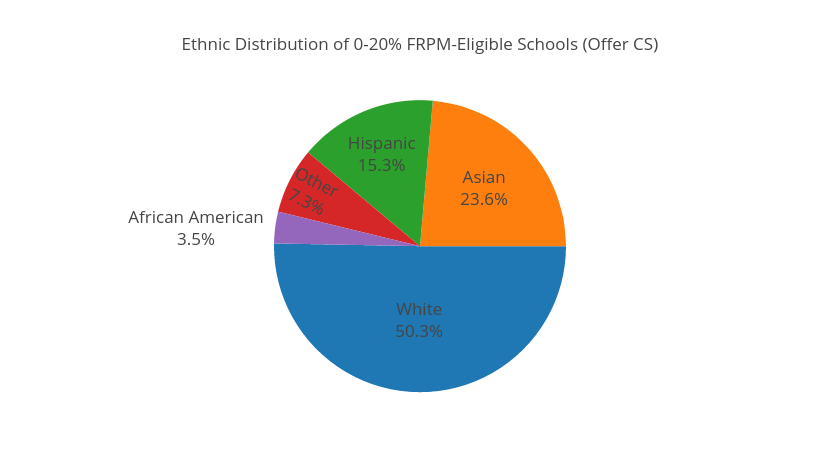 Ethnic Distribution of 0-20% FRPM-Eligible Schools (Offer CS)
Hispanic
15.3%
Asian
23.6%
Other
7.3%
African American
3.5%
White
50.3%